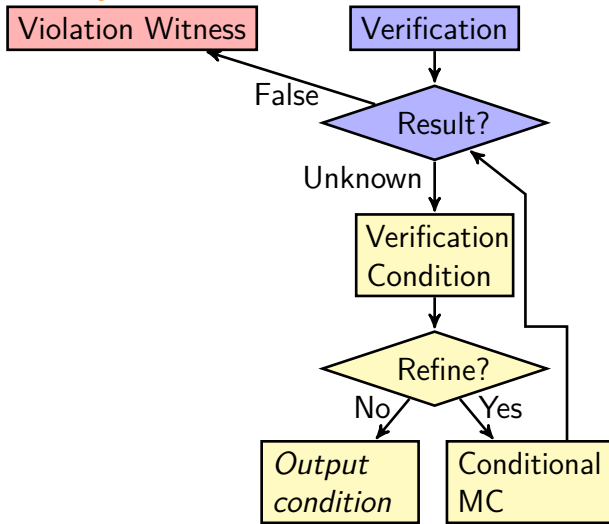 Violation Witness
Verification
False
Result?
Unknown
Verification
Condition
Refine?
No
Yes
Output
condition
Conditional
MC